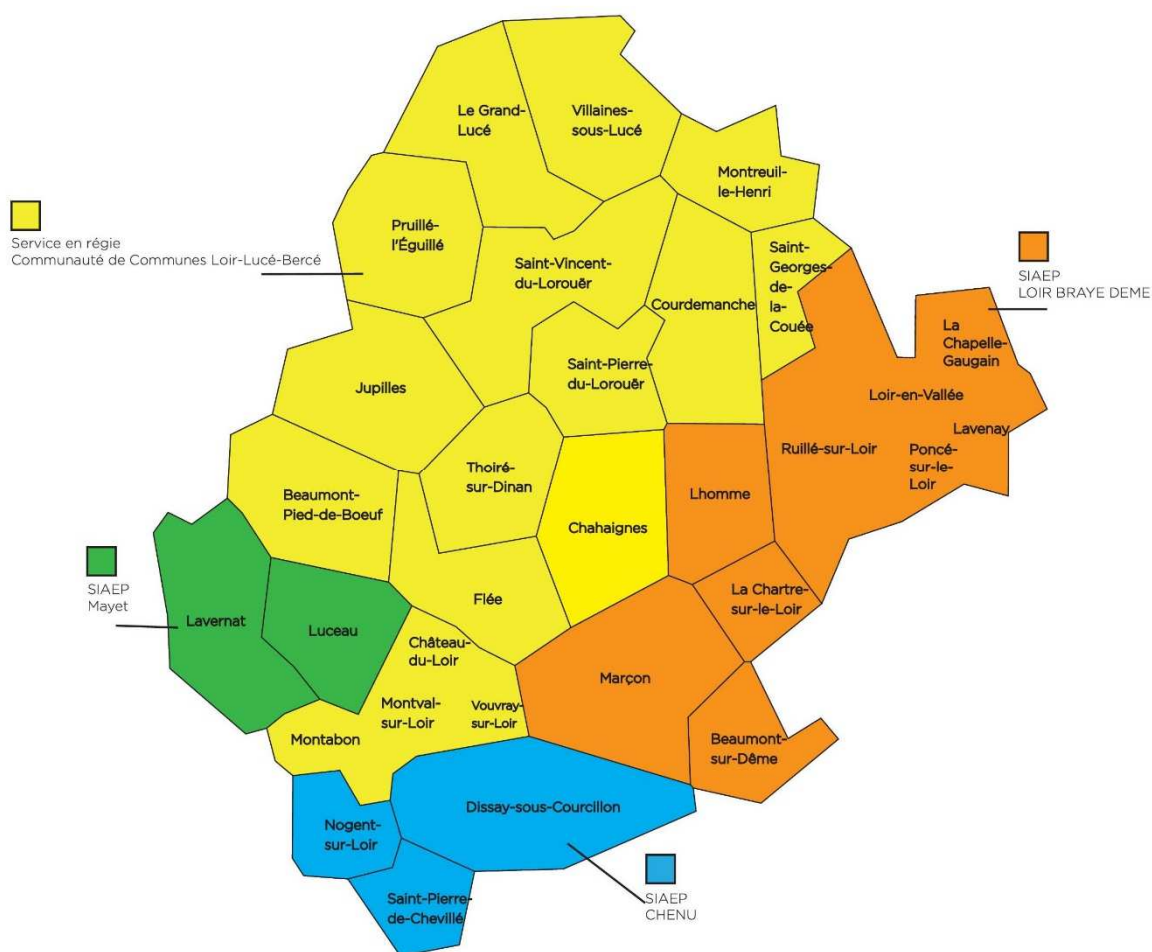 Le Grand-
Lucé
Villaines-
sous-Lucé
Montreuil-
le-Henri
Service en régie
Communauté de Communes Loir-Lucé-Bercé
Pruillé-
l'Éguillé
Saint-Vincent-
du-Lorouër
Courdemanche
Saint-
Georges-
de-
la-
Couée
SIAEP
LOIR BRAYE DEME
La
Chapelle-
Gaugain
Jupilles
Saint-Pierre-
du-Lorouër
Loir-en-Vallée
Lavenay
Ruillé-sur-Loir
Poncé-
sur-le-
Loir
Beaumont-
Pied-de-Boeuf
Thoiré-
sur-Dinan
Chahaignes
Lhomme
SIAEP
Mayet
Lavernat
Luceau
Flée
La Chartre-
sur-le-Loir
Château-
du-Loir
Marçon
Montval-
sur-Loir
Vouvray-
sur-Loir
Montabon
Beaumont-
sur-Dême
Nogent-
sur-Loir
Dissay-sous-Courcillon
Saint-Pierre-
de-Chevillé
SIAEP
CHENU